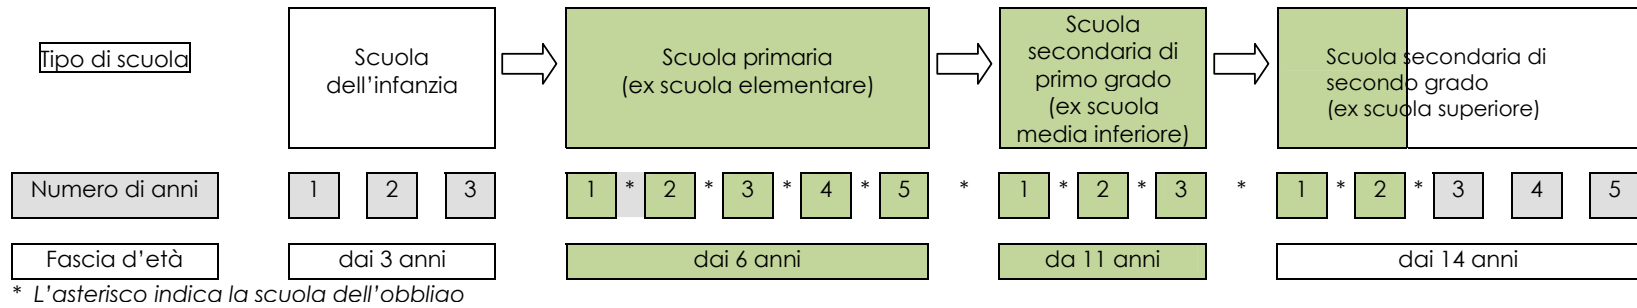 Tipo di scuola
Scuola
dell'infanzia
Scuola primaria
(ex scuola elementare)
Scuola
secondaria di
primo grado
(ex scuola
media inferiore)
Scuola secondaria di
secondo grado
(ex scuola superiore)
Numero di anni 1 2 3 1 * 2 * 3 * 4 * 5 * 1 * 2 * 3 * 1 * 2 * 3 4 5
Fascia d'età dai 3 anni dai 6 anni da 11 anni dai 14 anni
* L'asterisco indica la scuola dell'obbligo